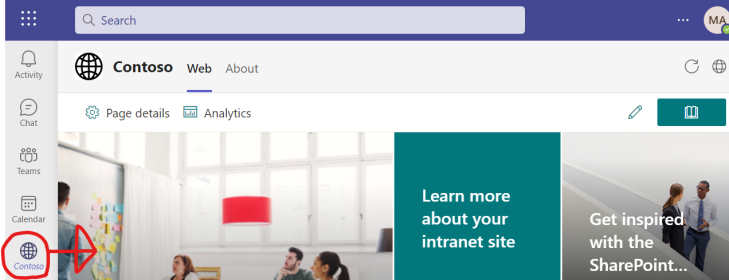 Search
MA
Activity
Contoso Web About
Chat
Page details Analytics
Teams
Calendar
Learn more
about your
intranet site
Get inspired
with the
SharePoint...
Contoso